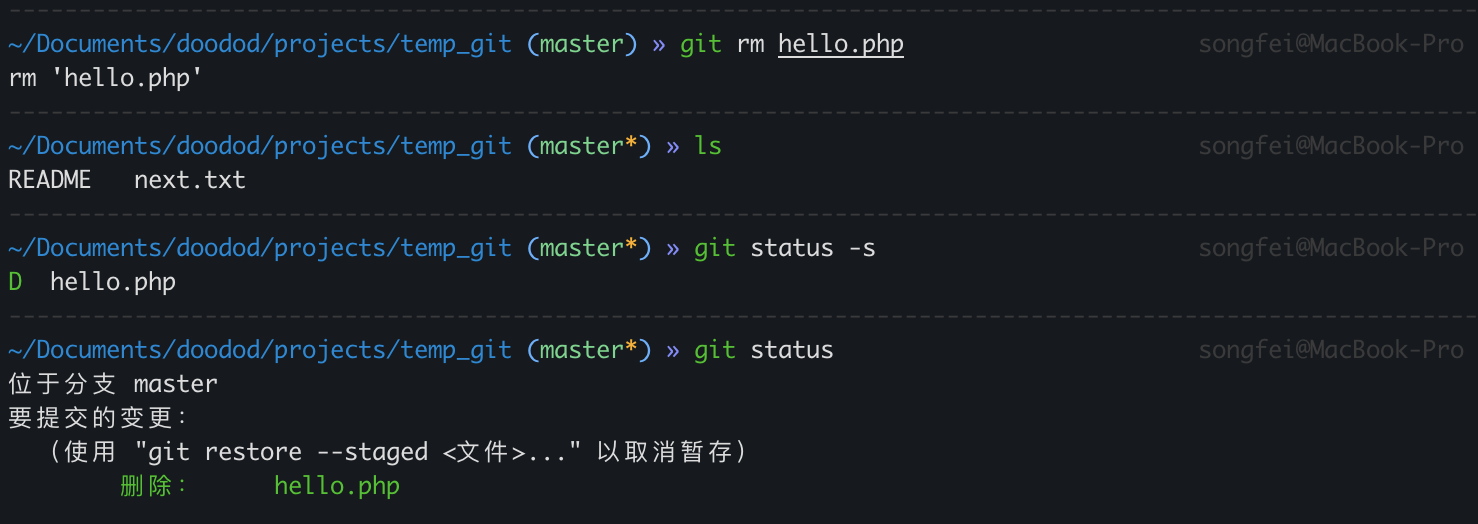 ~/Documents/doodod/projects/temp_git (master) » git rm hello.php songfei@MacBook-Pro
rm 'hello.php'
~/Documents/doodod/projects/temp_git (master*) » ls songfei@MacBook-Pro
README next.txt
~/Documents/doodod/projects/temp_git (master*) » git status -s songfei@MacBook-Pro
D hello.php
~/Documents/doodod/projects/temp_git (master*) » git status songfei@MacBook-Pro
位于分支 master
要提交的变更：
（使用 "git restore --staged <文件>..." 以取消暂存）
删除： hello.php